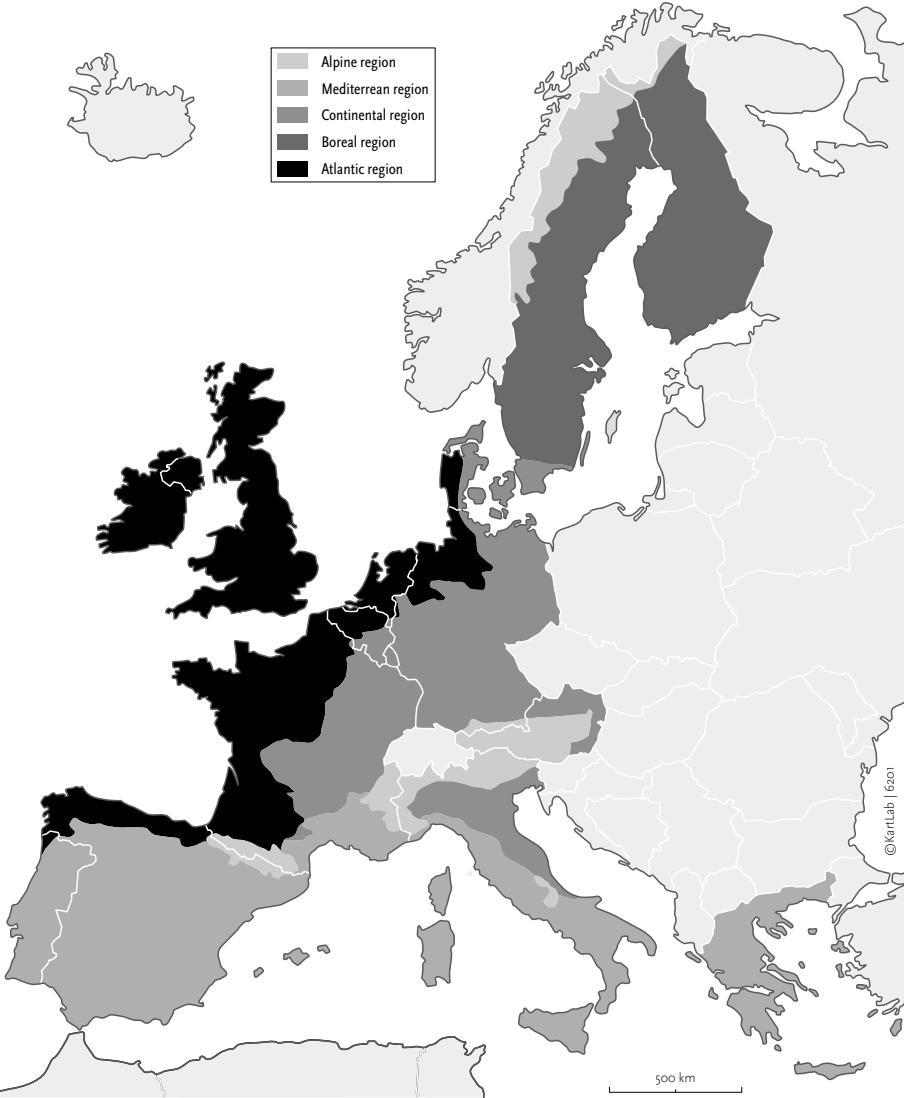 Alpine region
Mediterrean region
Continental region
Boreal region
Atlantic region
©KartLab | 6201
500 km